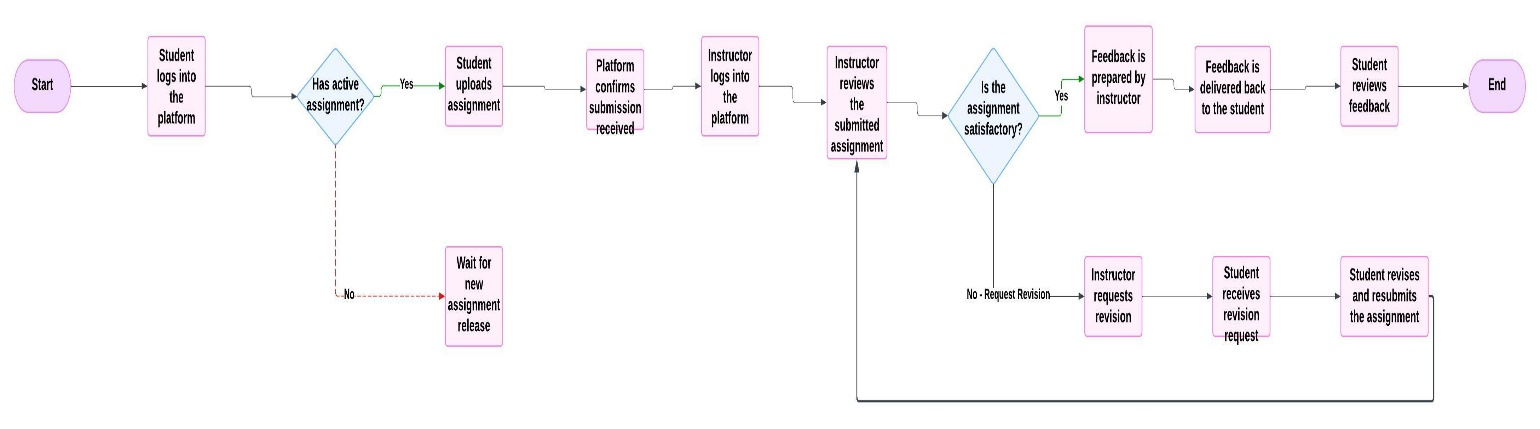 Start
Student
logs into
the
platform
Has active
assignment?
Yes
Student
uploads
assignment
Platform
confirms
submission
received
Instructor
logs into
the
platform
Instructor
reviews
the
submitted
assignment
Is the
assignment
satisfactory?
Yes
Feedback is
prepared by
instructor
Feedback is
delivered back
to the student
Student
reviews
feedback
End
No
Wait for
new
assignment
release
No - Request Revision
Instructor
requests
revision
Student
receives
revision
request
Student revises
and resubmits
the assignment